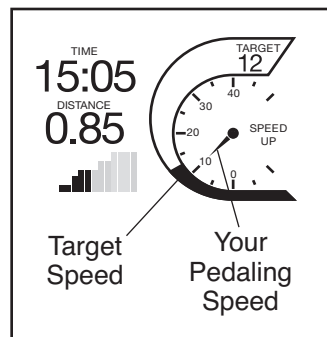 TIME
15:05
DISTANCE
0.85
TARGET
12
40
30
20
10
0
SPEED
UP
Target
Speed
Your
Pedaling
Speed